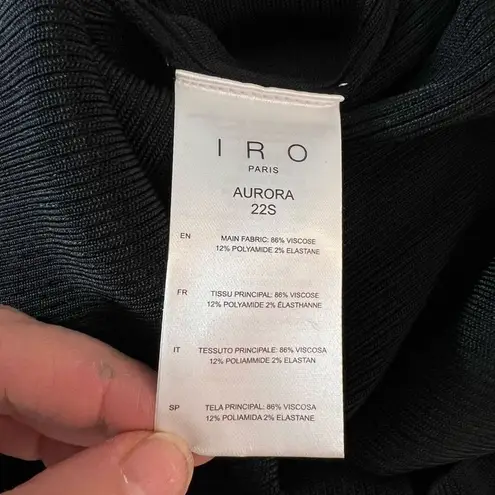 IRO
PARIS
AURORA
22S
EN MAIN FABRIC: 86% VISCOSE
12% POLYAMIDE 2% ELASTANE
FR TISSU PRINCIPAL: 86% VISCOSE
12% POLYAMIDE 2% ÉLASTHANNE
IT TESSUTO PRINCIPALE: 86% VISCOSA
12% POLIAMMIDE 2% ELASTAN
SP TELA PRINCIPAL: 86% VISCOSA
12% POLIAMIDA 2% ELASTANE